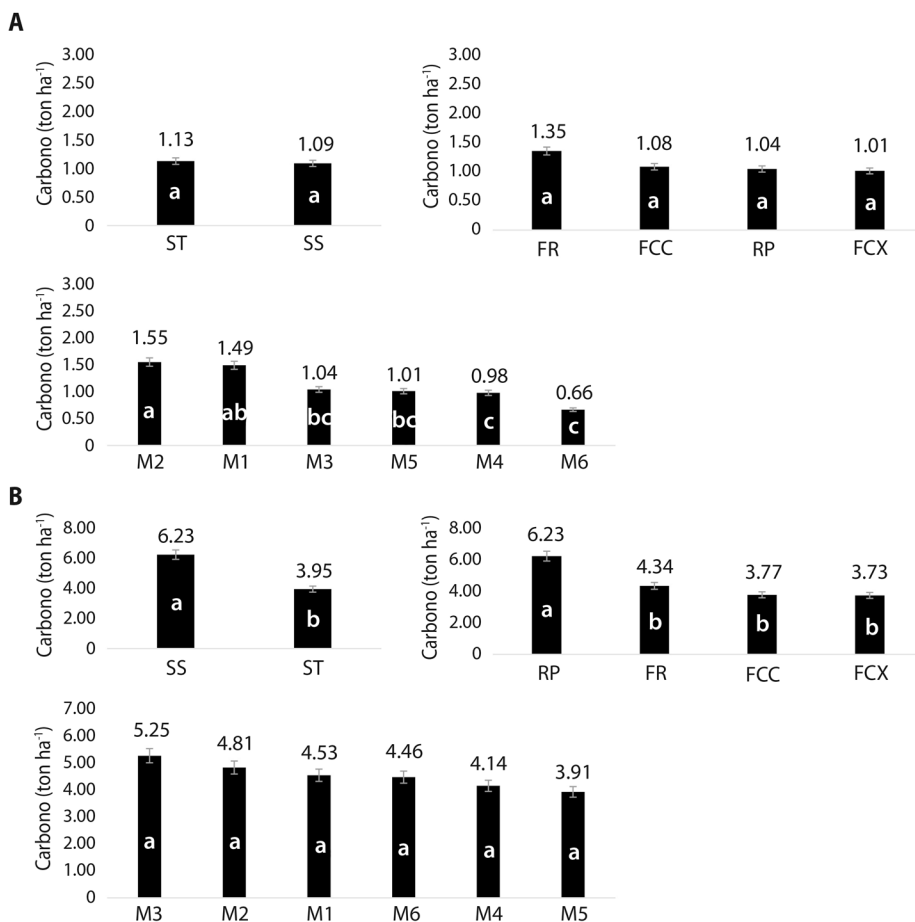 A
Carbono (ton ha⁻¹)
3.00
2.50
2.00
1.50
1.00
0.50
0
1.13
1.09
a
a
ST
SS
Carbono (ton ha⁻¹)
3.00
2.50
2.00
1.50
1.00
0.50
0
1.35
1.08
1.04
1.01
a
a
a
a
FR
FCC
RP
FCX
Carbono (ton ha⁻¹)
3.00
2.50
2.00
1.50
1.00
0.50
0
1.55
1.49
1.04
1.01
0.98
0.66
a
ab
bc
bc
c
c
M2
M1
M3
M5
M4
M6
B
Carbono (ton ha⁻¹)
8.00
6.00
4.00
2.00
0
6.23
3.95
a
b
SS
ST
Carbono (ton ha⁻¹)
8.00
6.00
4.00
2.00
0
6.23
4.34
3.77
3.73
a
b
b
b
RP
FR
FCC
FCX
Carbono (ton ha⁻¹)
7.00
6.00
5.00
4.00
3.00
2.00
1.00
0
5.25
4.81
4.53
4.46
4.14
3.91
a
a
a
a
a
a
M3
M2
M1
M6
M4
M5